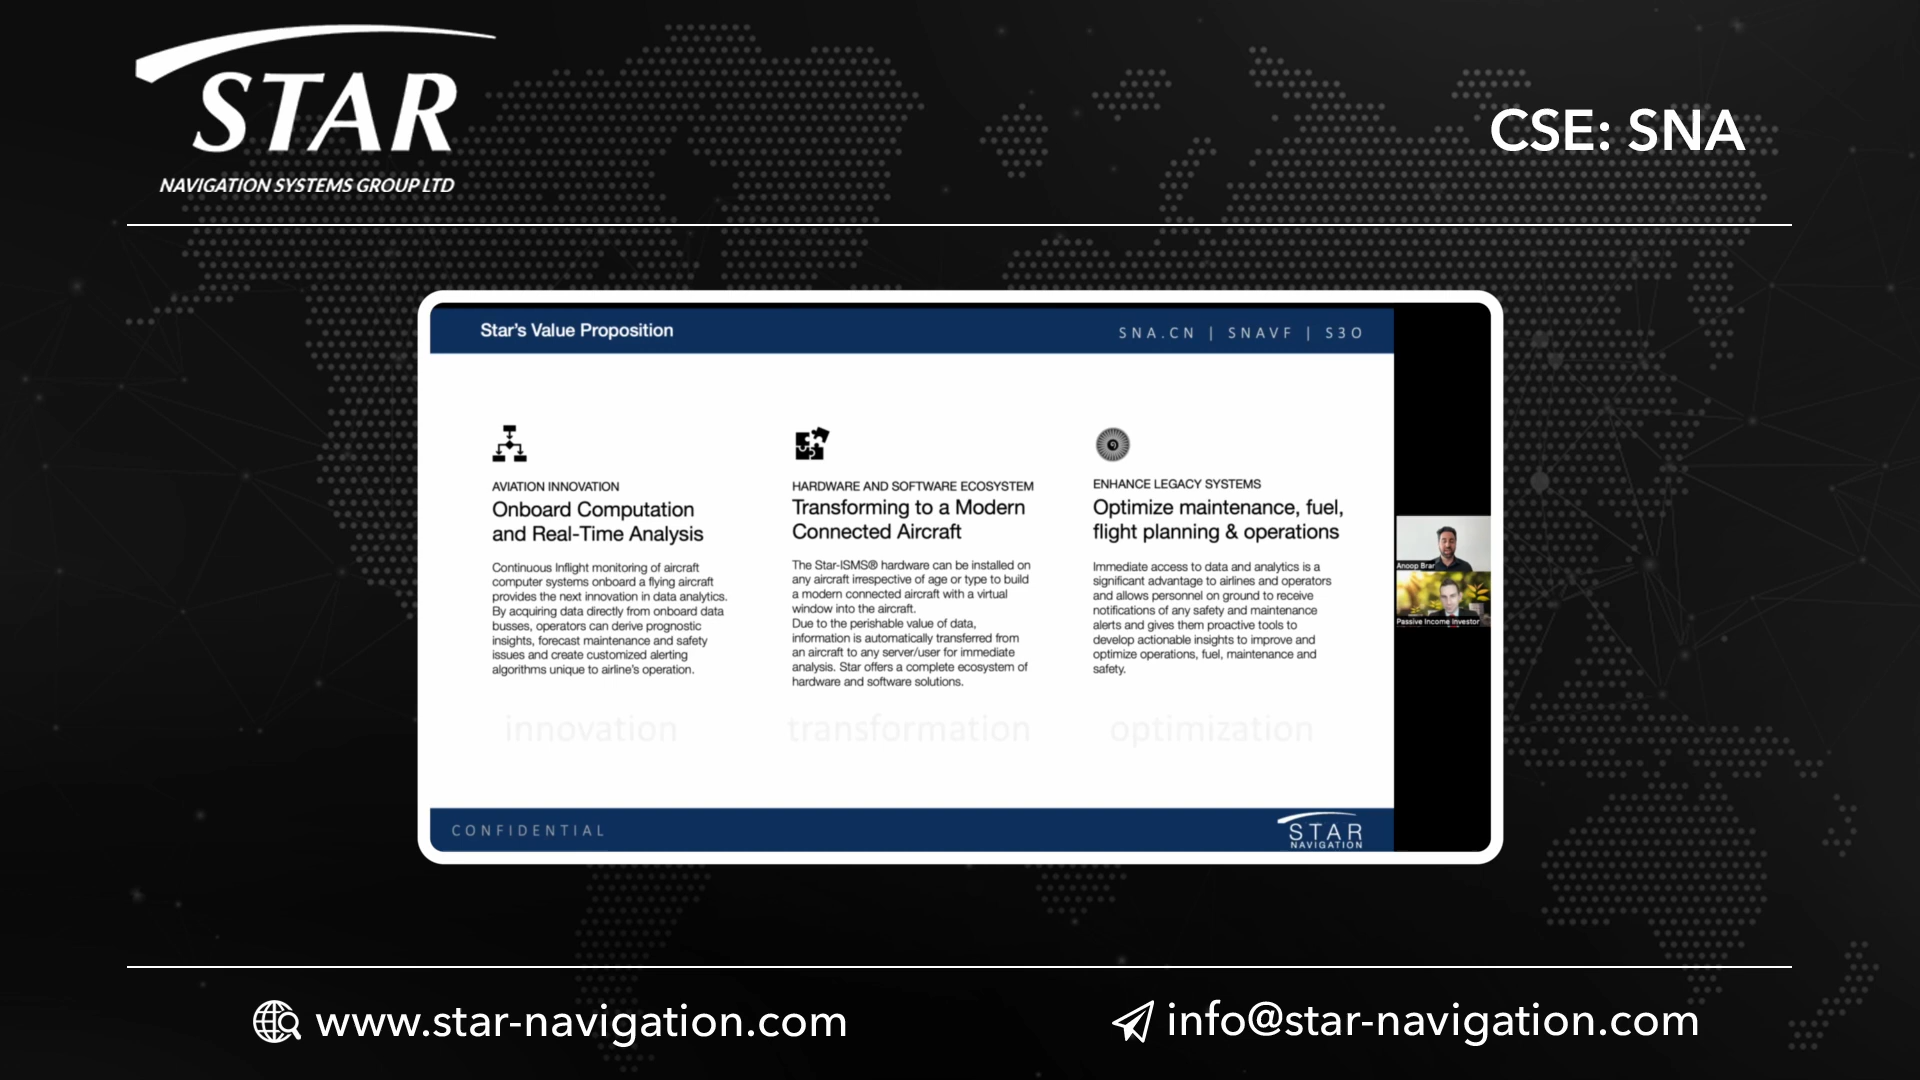 STAR
NAVIGATION SYSTEMS GROUP LTD
CSE: SNA
Star's Value Proposition
SNA.CN | SNAVF | S3O
AVIATION INNOVATION
Onboard Computation
and Real-Time Analysis
Continuous Inflight monitoring of aircraft
computer systems onboard a flying aircraft
provides the next innovation in data analytics.
By acquiring data directly from onboard data
busses, operators can derive prognostic
insights, forecast maintenance and safety
issues and create customized alerting
algorithms unique to airline's operation.
innovation
HARDWARE AND SOFTWARE ECOSYSTEM
Transforming to a Modern
Connected Aircraft
The Star-ISMS® hardware can be installed on
any aircraft irrespective of age or type to build
a modern connected aircraft with a virtual
window into the aircraft.
Due to the perishable value of data,
information is automatically transferred from
an aircraft to any server/user for immediate
analysis. Star offers a complete ecosystem of
hardware and software solutions.
transformation
ENHANCE LEGACY SYSTEMS
Optimize maintenance, fuel,
flight planning & operations
Immediate access to data and analytics is a
significant advantage to airlines and operators
and allows personnel on ground to receive
notifications of any safety and maintenance
alerts and gives them proactive tools to
develop actionable insights to improve and
optimize operations, fuel, maintenance and
safety.
optimization
Anoop Brar
Passive Income Investor
CONFIDENTIAL
STAR
NAVIGATION
www.star-navigation.com
info@star-navigation.com